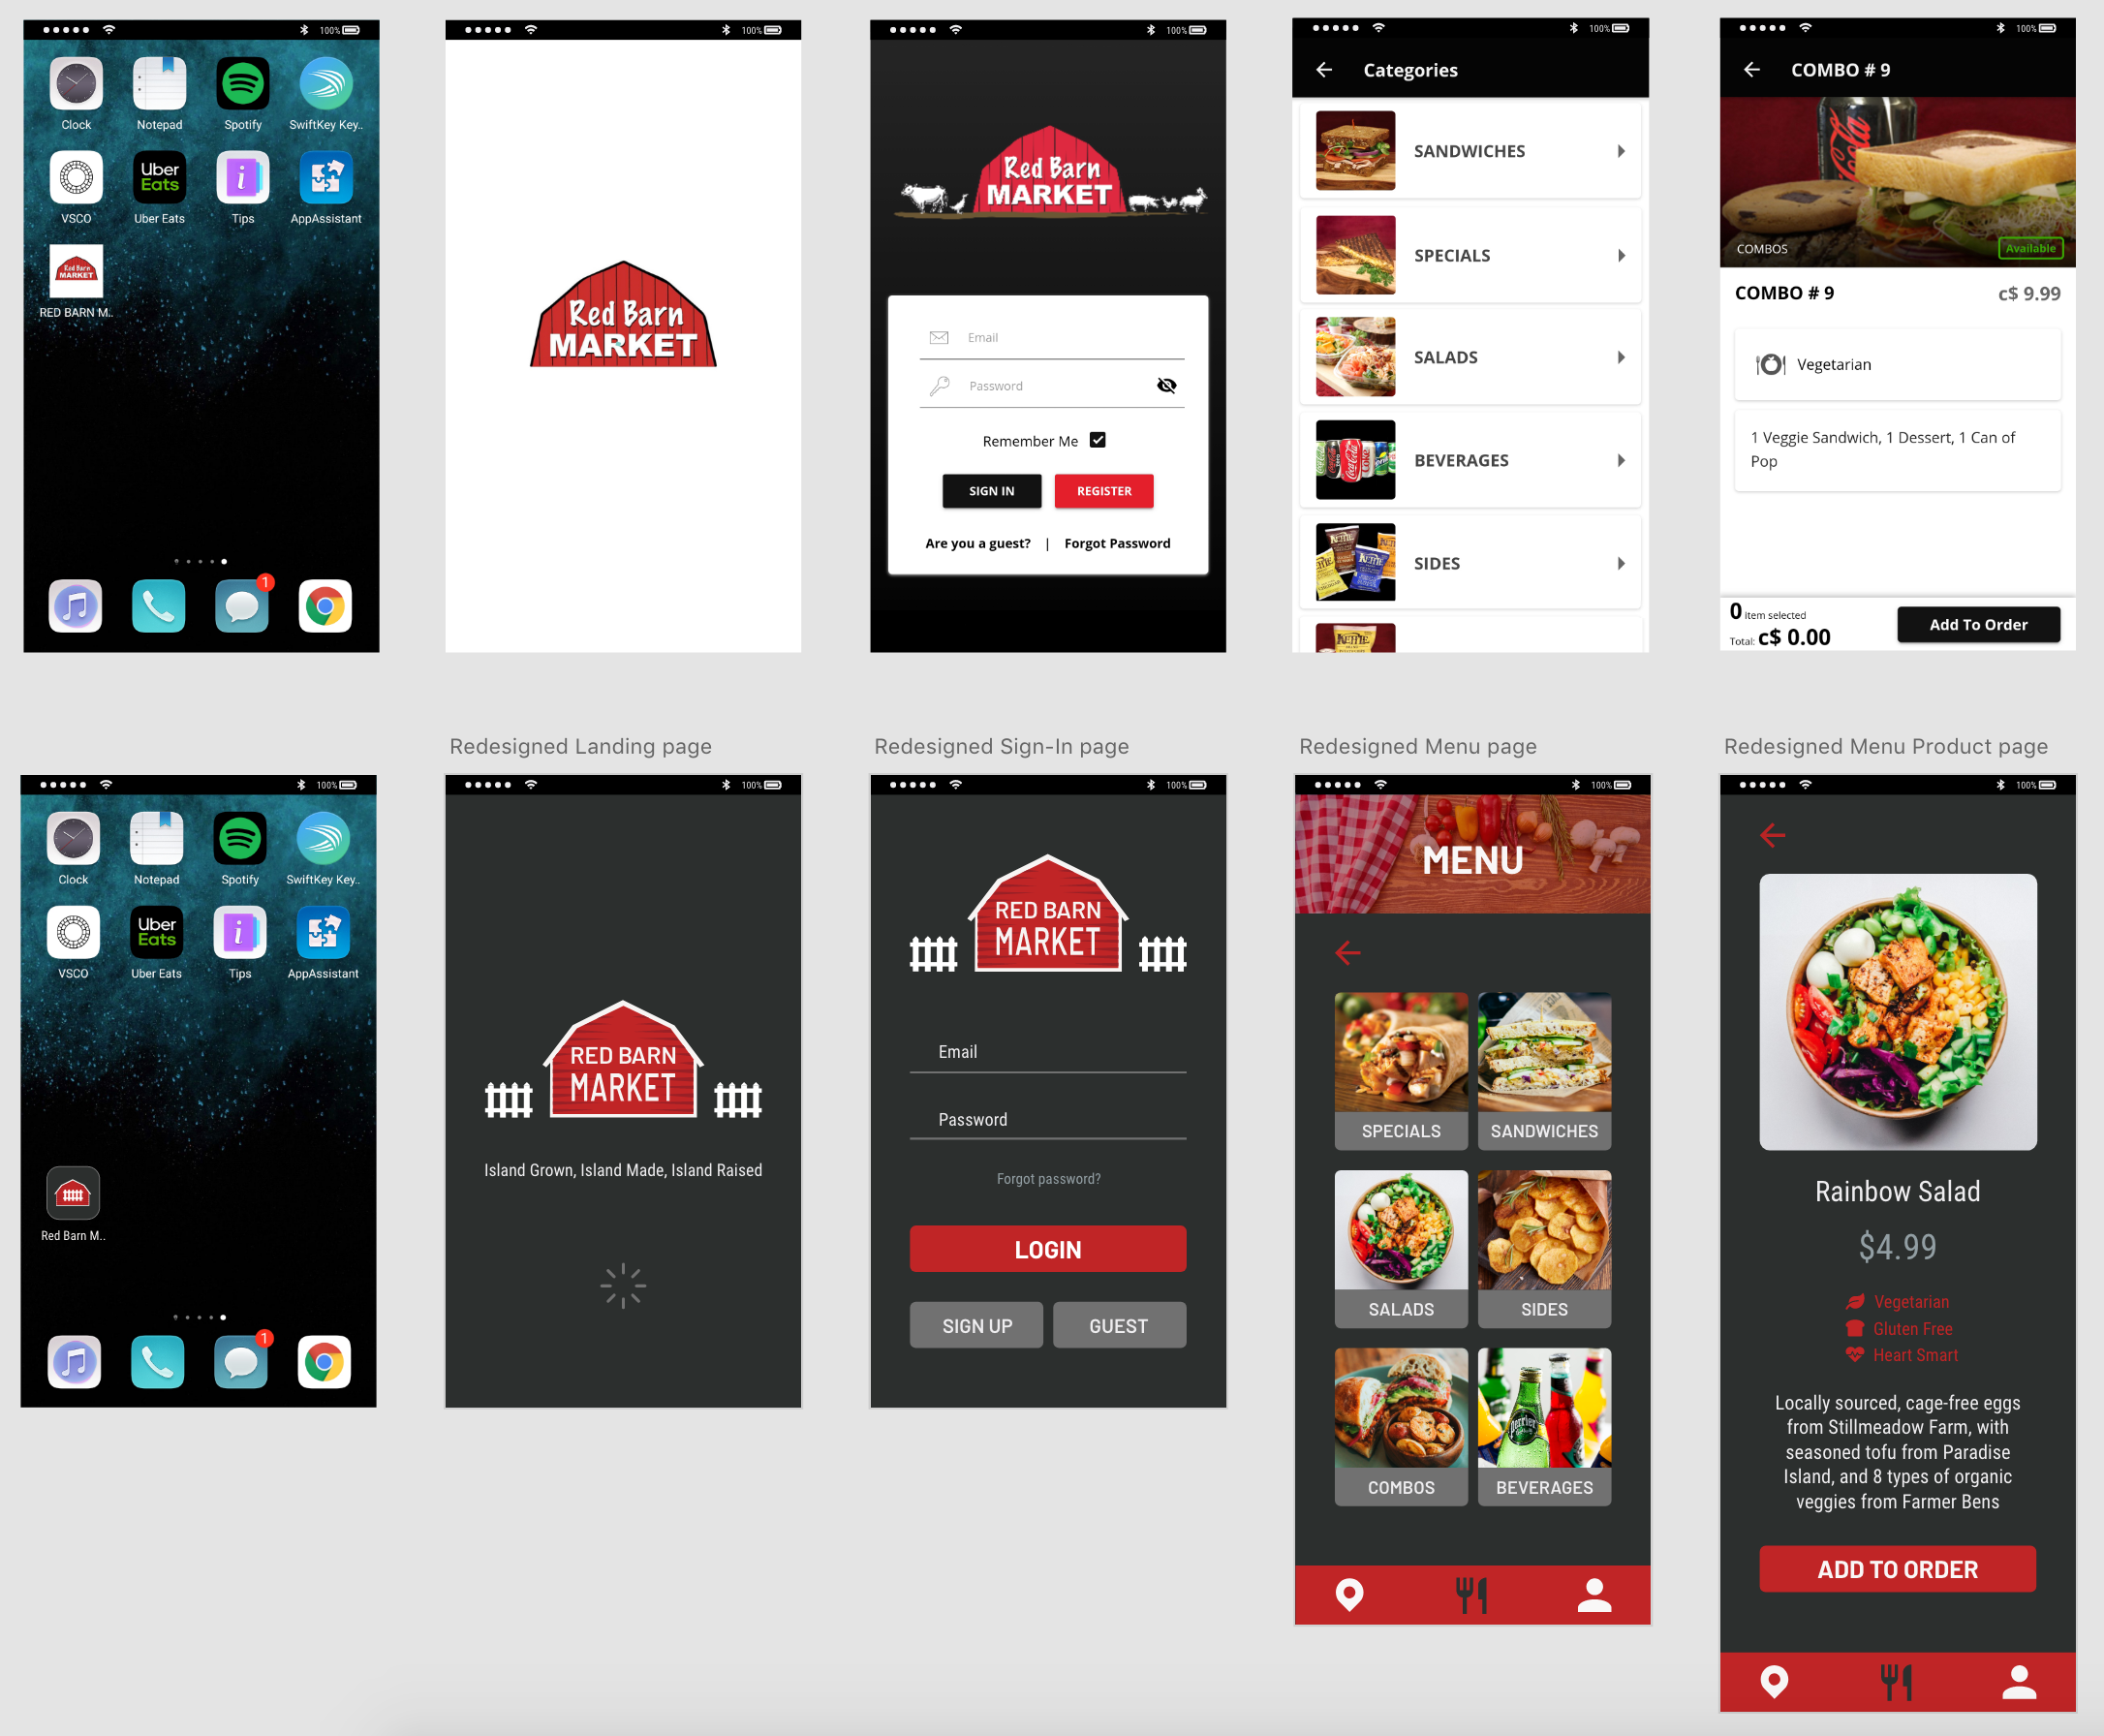 100%
Clock Notepad Spotify SwiftKey Key..
Uber
Eats
VSCO Uber Eats Tips AppAssistant
Red Barn
MARKET
RED BARN M..
1
100%
Red Barn
MARKET
100%
Red Barn
MARKET
Email
Password
Remember Me
SIGN IN REGISTER
Are you a guest? | Forgot Password
100%
Categories
SANDWICHES
SPECIALS
SALADS
BEVERAGES
SIDES
100%
COMBO # 9
COMBOS Available
COMBO # 9 c$ 9.99
Vegetarian
1 Veggie Sandwich, 1 Dessert, 1 Can of
Pop
0 item selected
Total: c$ 0.00
Add To Order
100%
Clock Notepad Spotify SwiftKey Key..
Uber
Eats
VSCO Uber Eats Tips AppAssistant
Red Barn M..
1
Redesigned Landing page
100%
RED BARN
MARKET
Island Grown, Island Made, Island Raised
Redesigned Sign-In page
100%
RED BARN
MARKET
Email
Password
Forgot password?
LOGIN
SIGN UP GUEST
Redesigned Menu page
100%
MENU
SPECIALS SANDWICHES
SALADS SIDES
perrier
COMBOS BEVERAGES
Redesigned Menu Product page
100%
Rainbow Salad
$4.99
Vegetarian
Gluten Free
Heart Smart
Locally sourced, cage-free eggs
from Stillmeadow Farm, with
seasoned tofu from Paradise
Island, and 8 types of organic
veggies from Farmer Bens
ADD TO ORDER